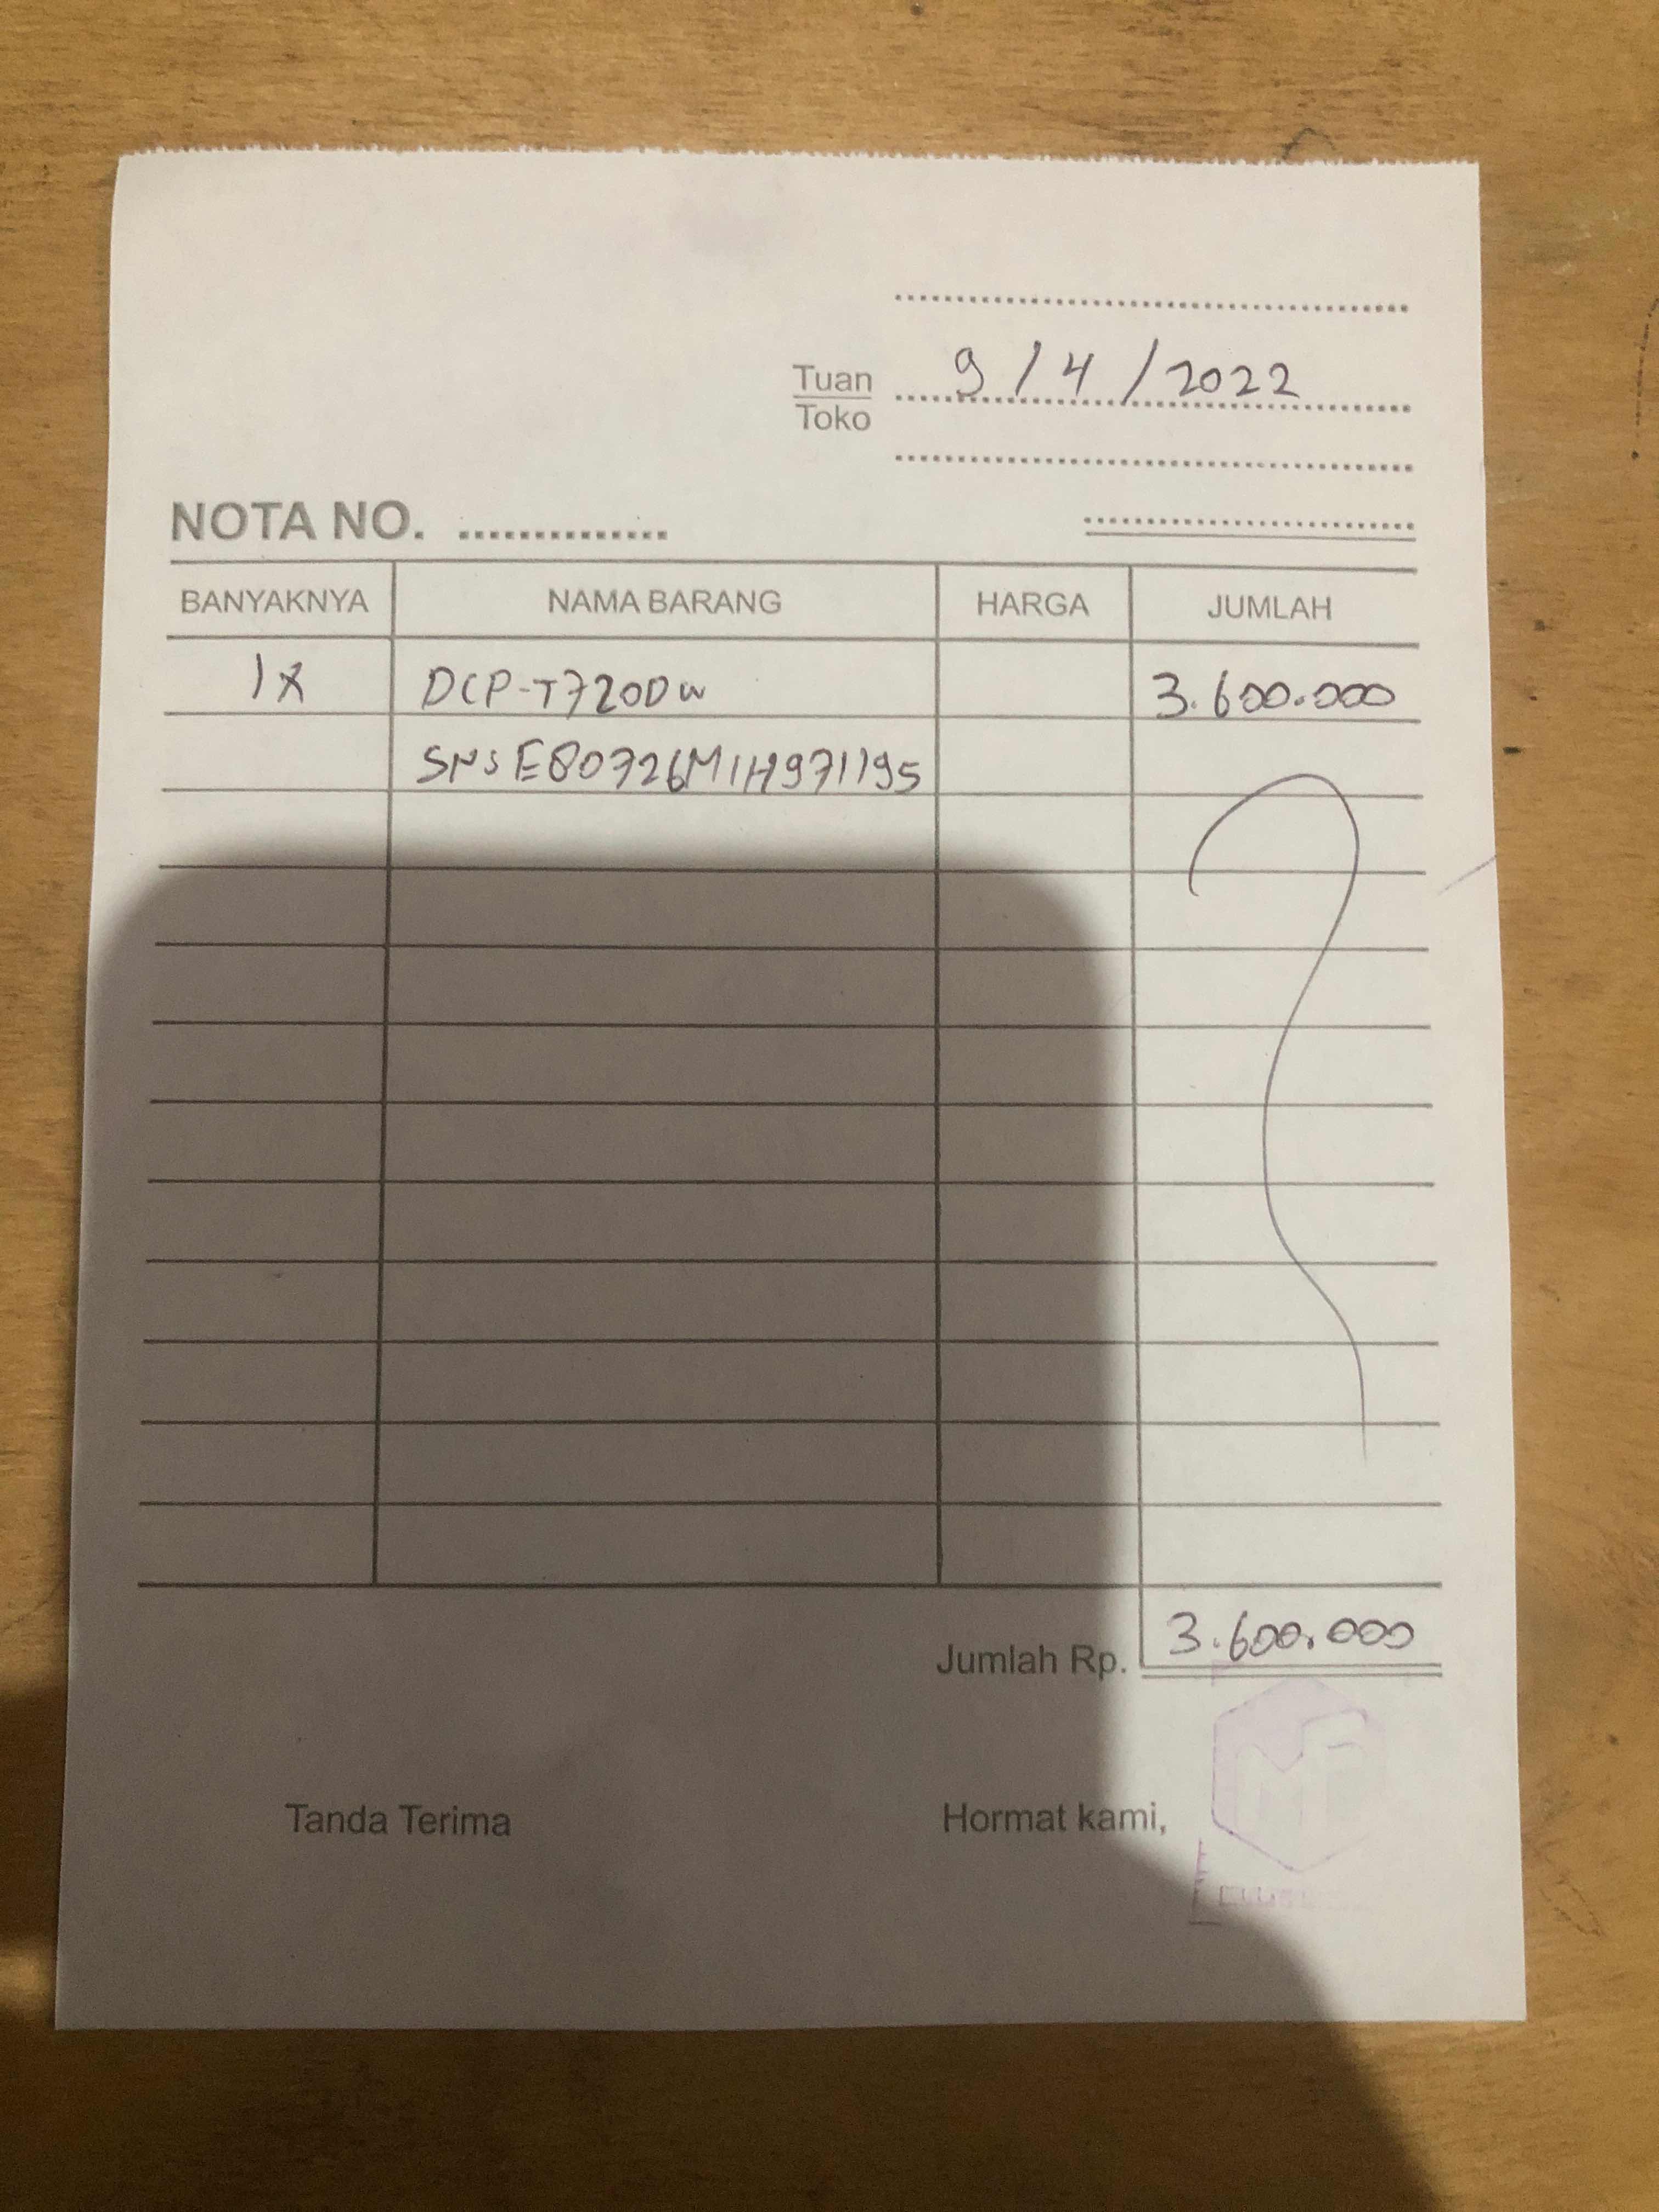 Tuan
Toko
9/4/2022
NOTA NO.
BANYAKNYA NAMA BARANG HARGA JUMLAH
1X DCP-T720DW 3.600.000
SN: E80726M1H971195
Jumlah Rp. 3.600.000
Tanda Terima Hormat kami,